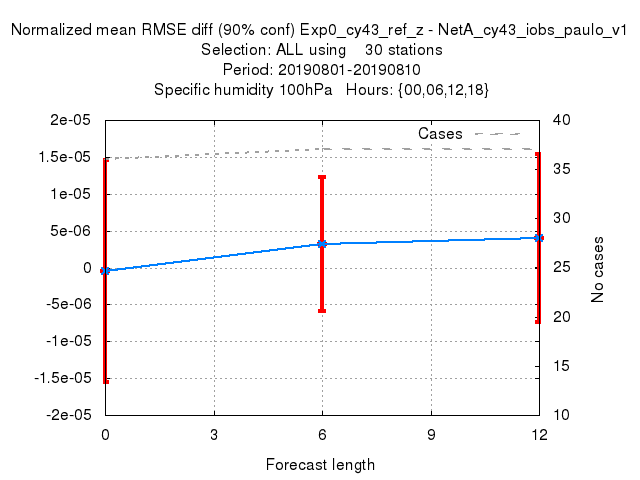 Normalized mean RMSE diff (90% conf) Exp0_cy43_ref_z - NetA_cy43_iobs_paulo_v1
Selection: ALL using 30 stations
Period: 20190801-20190810
Specific humidity 100hPa Hours: {00,06,12,18}
2e-05
1.5e-05
1e-05
5e-06
0
-5e-06
-1e-05
-1.5e-05
-2e-05
Cases
40
35
30
25
20
15
10
No cases
0 3 6 9 12
Forecast length